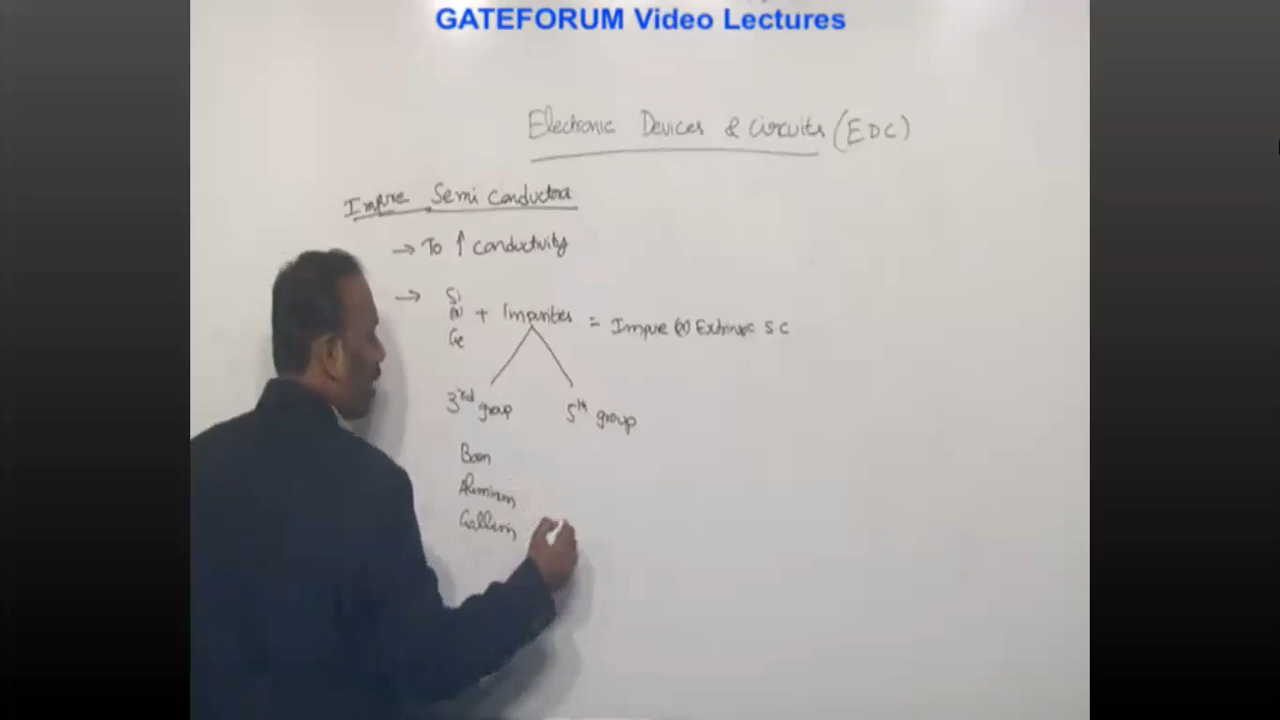 GATEFORUM Video Lectures
Electronic Devices & Circuits (EDC)
Impure Semi Conductor
→ To ↑ Conductivity
→ Si (or) Ge + Impurities = Impure (or) Extrinsic S C
3rd group 5th group
Boron
Aluminum
Gallium